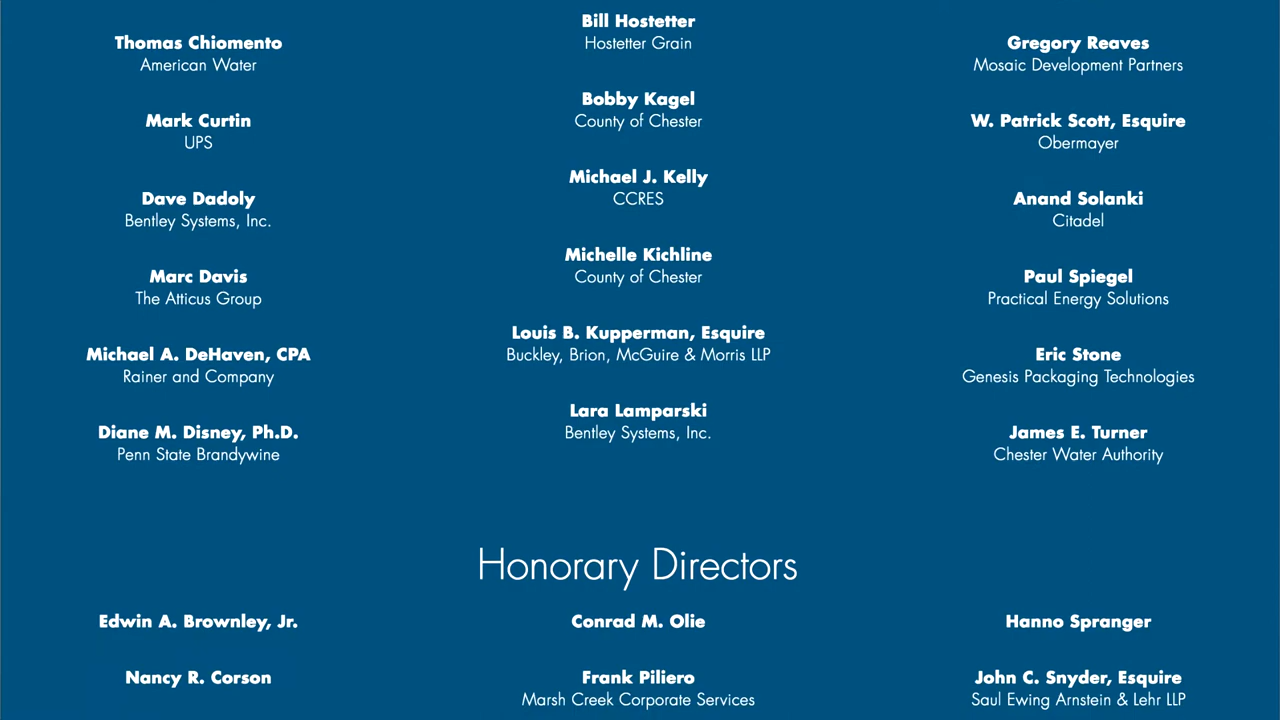 Thomas Chiomento
American Water
Mark Curtin
UPS
Dave Dadoly
Bentley Systems, Inc.
Marc Davis
The Atticus Group
Michael A. DeHaven, CPA
Rainer and Company
Diane M. Disney, Ph.D.
Penn State Brandywine
Bill Hostetter
Hostetter Grain
Bobby Kagel
County of Chester
Michael J. Kelly
CCRES
Michelle Kichline
County of Chester
Louis B. Kupperman, Esquire
Buckley, Brion, McGuire & Morris LLP
Lara Lamparski
Bentley Systems, Inc.
Gregory Reaves
Mosaic Development Partners
W. Patrick Scott, Esquire
Obermayer
Anand Solanki
Citadel
Paul Spiegel
Practical Energy Solutions
Eric Stone
Genesis Packaging Technologies
James E. Turner
Chester Water Authority
Honorary Directors
Edwin A. Brownley, Jr.
Nancy R. Corson
Conrad M. Olie
Frank Piliero
Marsh Creek Corporate Services
Hanno Spranger
John C. Snyder, Esquire
Saul Ewing Arnstein & Lehr LLP